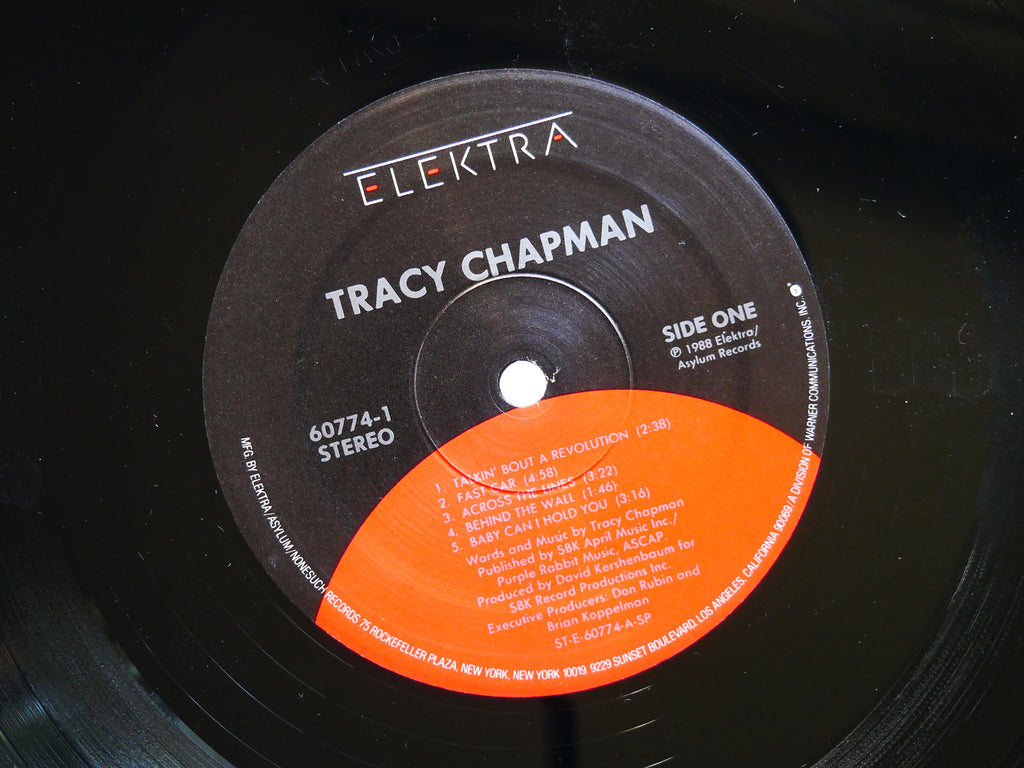 ELEKTRA
TRACY CHAPMAN
SIDE ONE
℗ 1988 Elektra/
Asylum Records
60774-1
STEREO
1. TALKIN' BOUT A REVOLUTION (2:38)
2. FAST CAR (4:58)
3. ACROSS THE LINES (3:22)
4. BEHIND THE WALL (1:46)
5. BABY CAN I HOLD YOU (3:16)
Words and Music by Tracy Chapman
Published by SBK April Music Inc./
Purple Rabbit Music, ASCAP.
Produced by David Kershenbaum for
SBK Record Productions Inc.
Executive Producers: Don Rubin and
Brian Koppelman
ST-E-60774-A-SP
MFG. BY ELEKTRA/ASYLUM/NONESUCH RECORDS 75 ROCKEFELLER PLAZA, NEW YORK, NEW YORK 10019. 9229 SUNSET BOULEVARD, LOS ANGELES, CALIFORNIA 90069/A DIVISION OF WARNER COMMUNICATIONS, INC.